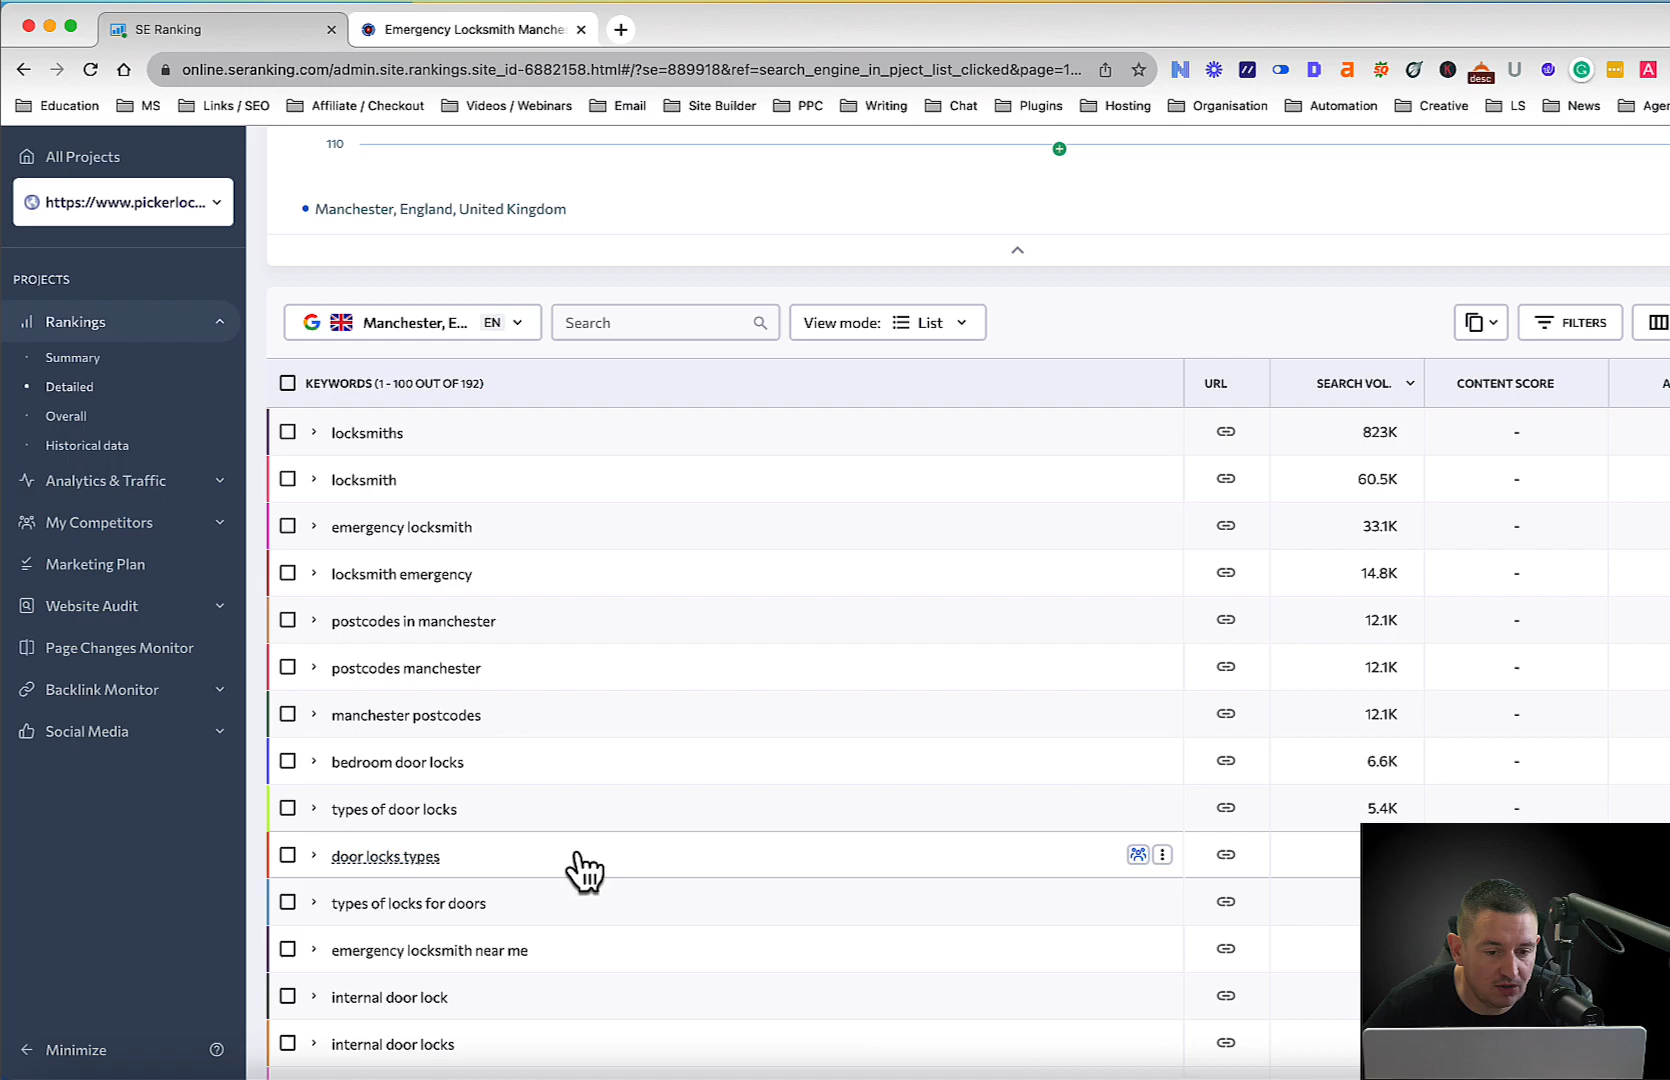 SE Ranking
Emergency Locksmith Manche
online.seranking.com/admin.site.rankings.site_id-6882158.html#/?se=889918&ref=search_engine_in_pject_list_clicked&page=1...
desc
Education
MS
Links / SEO
Affiliate / Checkout
Videos / Webinars
Email
Site Builder
PPC
Writing
Chat
Plugins
Hosting
Organisation
Automation
Creative
LS
News
Agen
All Projects
https://www.pickerloc...
PROJECTS
Rankings
Summary
Detailed
Overall
Historical data
Analytics & Traffic
My Competitors
Marketing Plan
Website Audit
Page Changes Monitor
Backlink Monitor
Social Media
Minimize
110
Manchester, England, United Kingdom
Manchester, E... EN
Search
View mode: List
FILTERS
KEYWORDS (1 - 100 OUT OF 192) URL SEARCH VOL. CONTENT SCORE A
locksmiths 823K -
locksmith 60.5K -
emergency locksmith 33.1K -
locksmith emergency 14.8K -
postcodes in manchester 12.1K -
postcodes manchester 12.1K -
manchester postcodes 12.1K -
bedroom door locks 6.6K -
types of door locks 5.4K -
door locks types
types of locks for doors
emergency locksmith near me
internal door lock
internal door locks